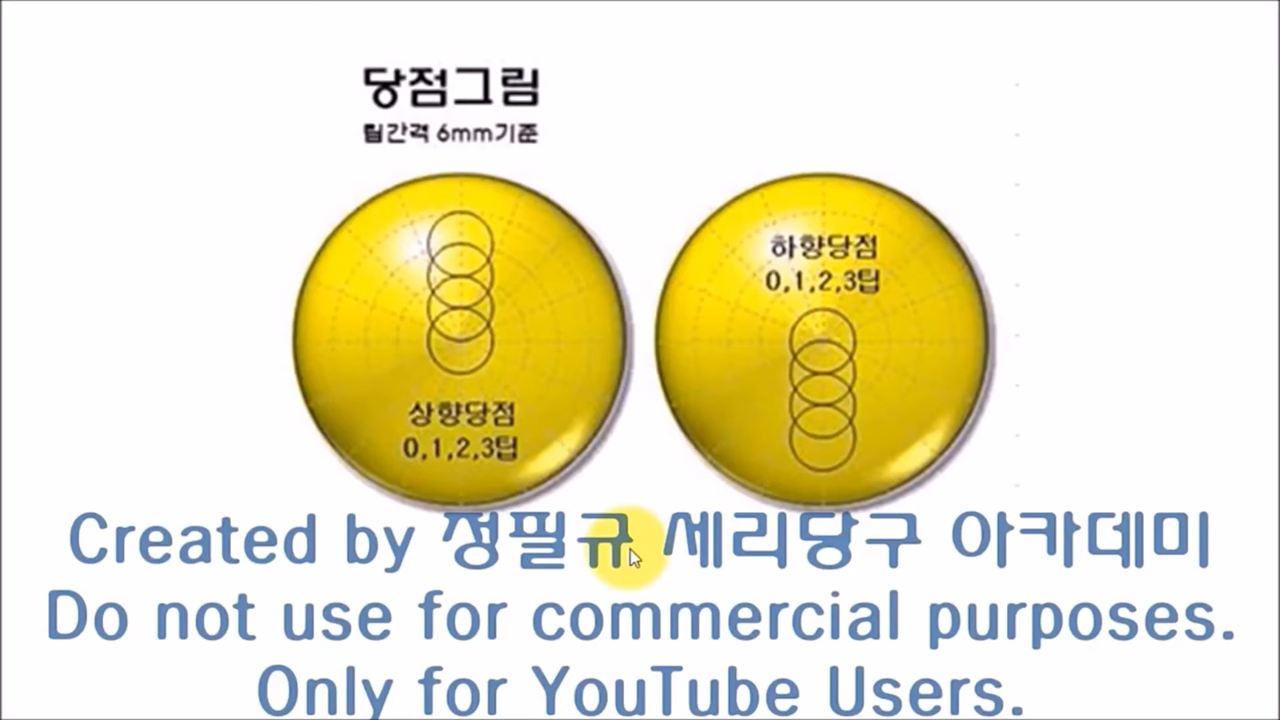 당점그림
팁간격 6mm기준
하향당점
0,1,2,3팁
상향당점
0,1,2,3팁
Created by 정필규 세리당구 아카데미
Do not use for commercial purposes.
Only for YouTube Users.